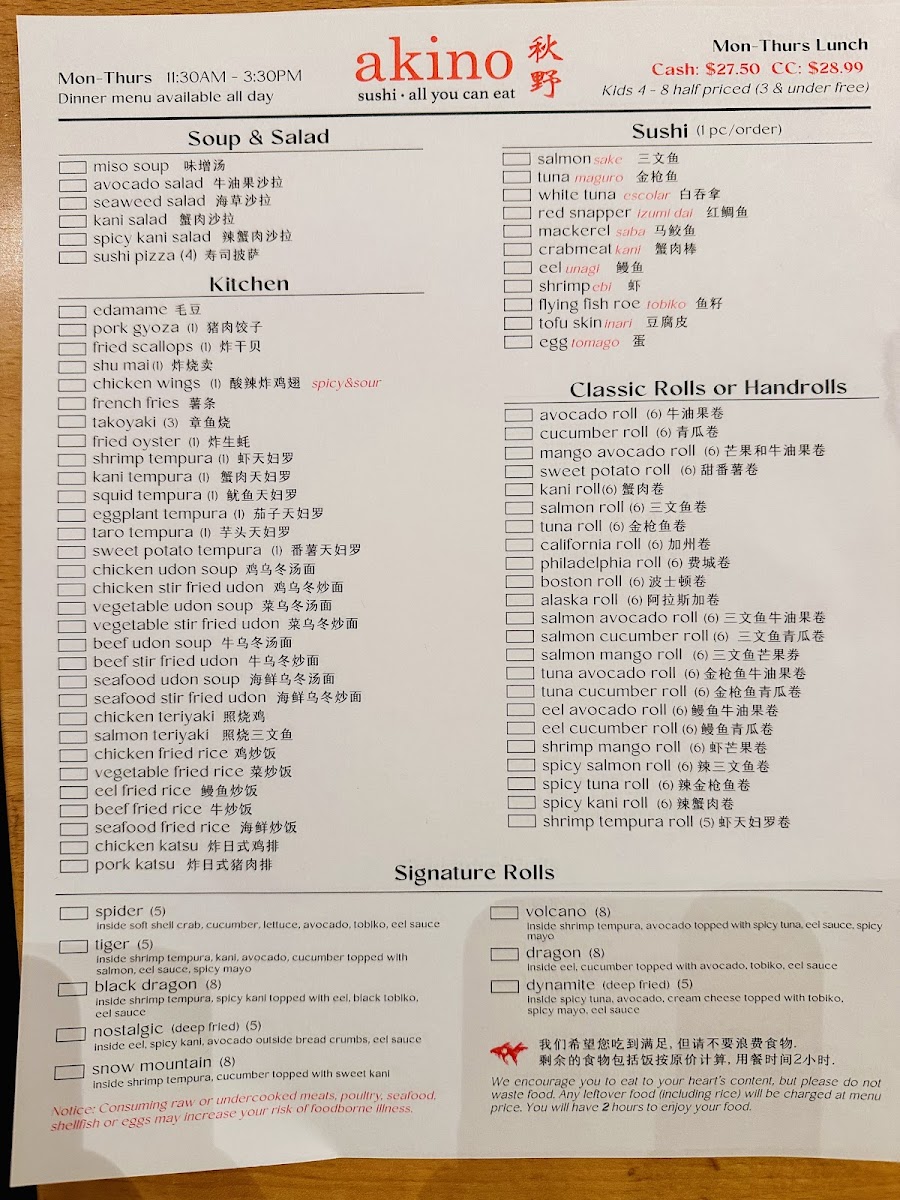 Mon-Thurs 11:30AM - 3:30PM
Dinner menu available all day
akino
秋野
sushi · all you can eat
Mon-Thurs Lunch
Cash: $27.50 CC: $28.99
Kids 4 - 8 half priced (3 & under free)
Soup & Salad
miso soup 味增汤
avocado salad 牛油果沙拉
seaweed salad 海草沙拉
kani salad 蟹肉沙拉
spicy kani salad 辣蟹肉沙拉
sushi pizza (4) 寿司披萨
Kitchen
edamame 毛豆
pork gyoza (1) 猪肉饺子
fried scallops (1) 炸干贝
shu mai (1) 炸烧卖
chicken wings (1) 酸辣炸鸡翅 spicy&sour
french fries 薯条
takoyaki (3) 章鱼烧
fried oyster (1) 炸生蚝
shrimp tempura (1) 虾天妇罗
kani tempura (1) 蟹肉天妇罗
squid tempura (1) 鱿鱼天妇罗
eggplant tempura (1) 茄子天妇罗
taro tempura (1) 芋头天妇罗
sweet potato tempura (1) 番薯天妇罗
chicken udon soup 鸡乌冬汤面
chicken stir fried udon 鸡乌冬炒面
vegetable udon soup 菜乌冬汤面
vegetable stir fried udon 菜乌冬炒面
beef udon soup 牛乌冬汤面
beef stir fried udon 牛乌冬炒面
seafood udon soup 海鲜乌冬汤面
seafood stir fried udon 海鲜乌冬炒面
chicken teriyaki 照烧鸡
salmon teriyaki 照烧三文鱼
chicken fried rice 鸡炒饭
vegetable fried rice 菜炒饭
eel fried rice 鳗鱼炒饭
beef fried rice 牛炒饭
seafood fried rice 海鲜炒饭
chicken katsu 炸日式鸡排
pork katsu 炸日式猪肉排
Sushi (1 pc/order)
salmon sake 三文鱼
tuna maguro 金枪鱼
white tuna escolar 白吞拿
red snapper izumi dai 红鲷鱼
mackerel saba 马鲛鱼
crabmeat kani 蟹肉棒
eel unagi 鳗鱼
shrimp ebi 虾
flying fish roe tobiko 鱼籽
tofu skin inari 豆腐皮
egg tomago 蛋
Classic Rolls or Handrolls
avocado roll (6) 牛油果卷
cucumber roll (6) 青瓜卷
mango avocado roll (6) 芒果和牛油果卷
sweet potato roll (6) 甜番薯卷
kani roll (6) 蟹肉卷
salmon roll (6) 三文鱼卷
tuna roll (6) 金枪鱼卷
california roll (6) 加州卷
philadelphia roll (6) 费城卷
boston roll (6) 波士顿卷
alaska roll (6) 阿拉斯加卷
salmon avocado roll (6) 三文鱼牛油果卷
salmon cucumber roll (6) 三文鱼青瓜卷
salmon mango roll (6) 三文鱼芒果券
tuna avocado roll (6) 金枪鱼牛油果卷
tuna cucumber roll (6) 金枪鱼青瓜卷
eel avocado roll (6) 鳗鱼牛油果卷
eel cucumber roll (6) 鳗鱼青瓜卷
shrimp mango roll (6) 虾芒果卷
spicy salmon roll (6) 辣三文鱼卷
spicy tuna roll (6) 辣金枪鱼卷
spicy kani roll (6) 辣蟹肉卷
shrimp tempura roll (5) 虾天妇罗卷
Signature Rolls
spider (5)
inside soft shell crab, cucumber, lettuce, avocado, tobiko, eel sauce
tiger (5)
inside shrimp tempura, kani, avocado, cucumber topped with
salmon, eel sauce, spicy mayo
black dragon (8)
inside shrimp tempura, spicy kani topped with eel, black tobiko,
eel sauce
nostalgic (deep fried) (5)
inside eel, spicy kani, avocado outside bread crumbs, eel sauce
snow mountain (8)
inside shrimp tempura, cucumber topped with sweet kani
Notice: Consuming raw or undercooked meats, poultry, seafood,
shellfish or eggs may increase your risk of foodborne illness.
volcano (8)
inside shrimp tempura, avocado topped with spicy tuna, eel sauce, spicy
mayo
dragon (8)
inside eel, cucumber topped with avocado, tobiko, eel sauce
dynamite (deep fried) (5)
inside spicy tuna, avocado, cream cheese topped with tobiko,
spicy mayo, eel sauce
我们希望您吃到满足, 但请不要浪费食物.
剩余的食物包括饭按原价计算, 用餐时间2小时.
We encourage you to eat to your heart's content, but please do not
waste food. Any leftover food (including rice) will be charged at menu
price. You will have 2 hours to enjoy your food.